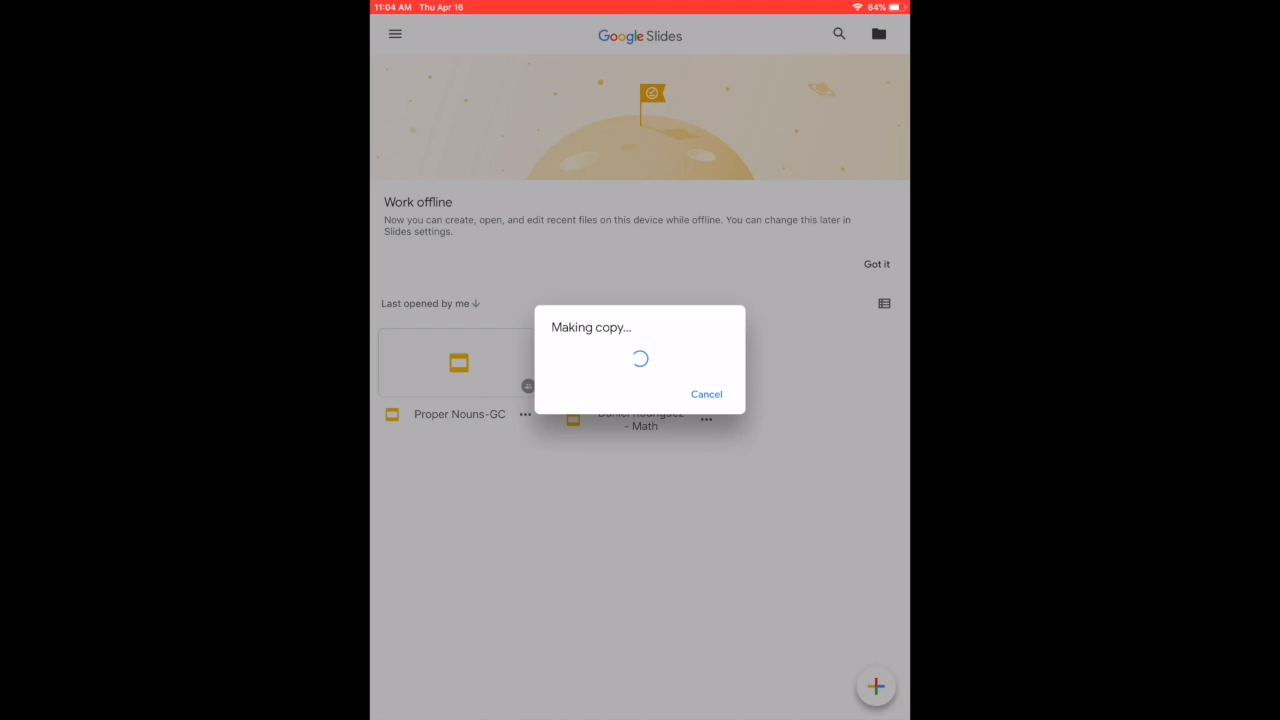 11:04 AM Thu Apr 16
64%
Google Slides
Work offline
Now you can create, open, and edit recent files on this device while offline. You can change this later in
Slides settings.
Got it
Last opened by me
Making copy...
Cancel
Proper Nouns-GC
Daniel Rodriguez
- Math